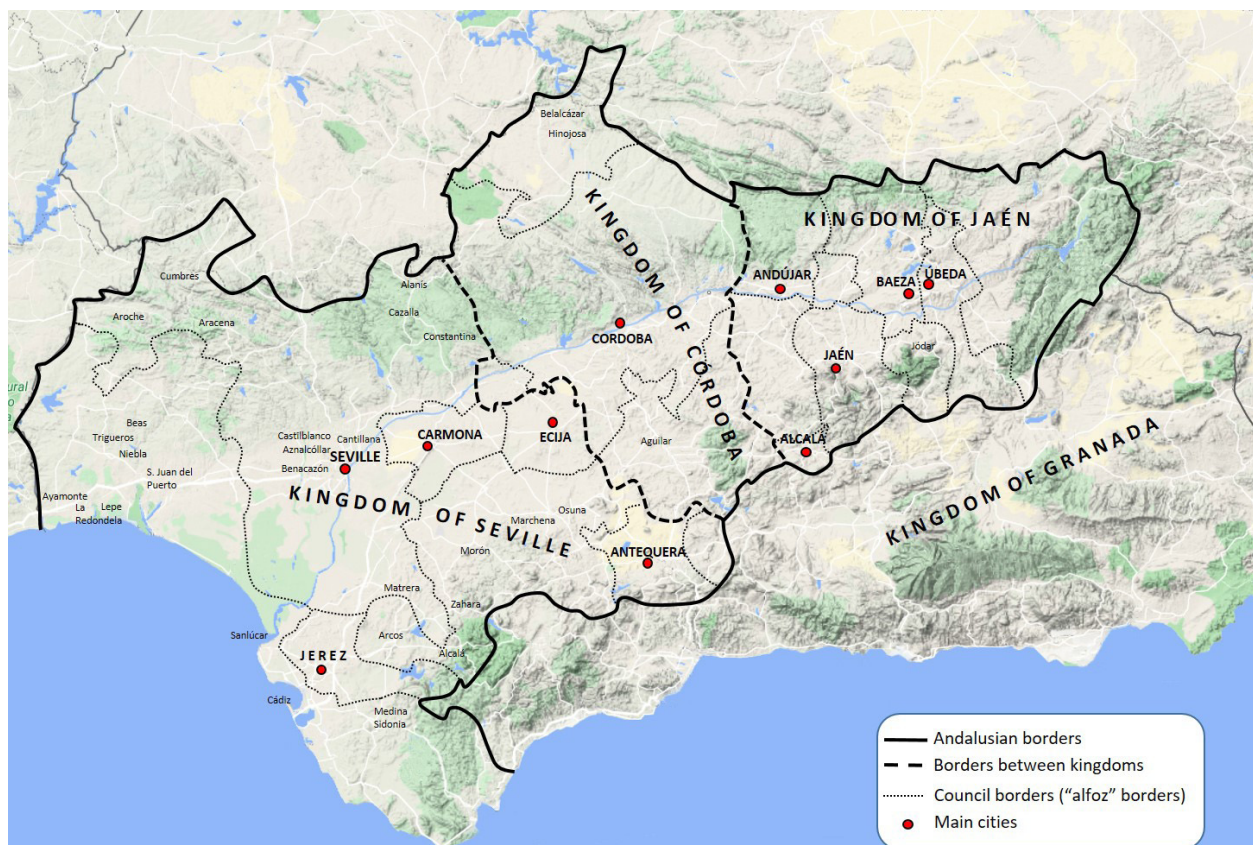 Belalcázar
Hinojosa
KINGDOM OF JAÉN
KINGDOM OF CÓRDOBA
Cumbres
Alanís
ANDÚJAR
BAEZA
ÚBEDA
Aroche
Aracena
Cazalla
Constantina
CORDOBA
JAÉN
Jódar
Beas
Trigueros
Niebla
Castilblanco
Cantillana
Aznalcóllar
SEVILLE
Benacazón
CARMONA
ECIJA
Aguilar
ALCALÁ
S. Juan del
Puerto
Ayamonte
La
Lepe
Redondela
KINGDOM OF SEVILLE
KINGDOM OF GRANADA
Marchena
Osuna
Morón
ANTEQUERA
Matrera
Zahara
Sanlúcar
Arcos
JEREZ
Alcalá
Cádiz
Medina
Sidonia
Andalusian borders
Borders between kingdoms
Council borders (“alfoz” borders)
Main cities